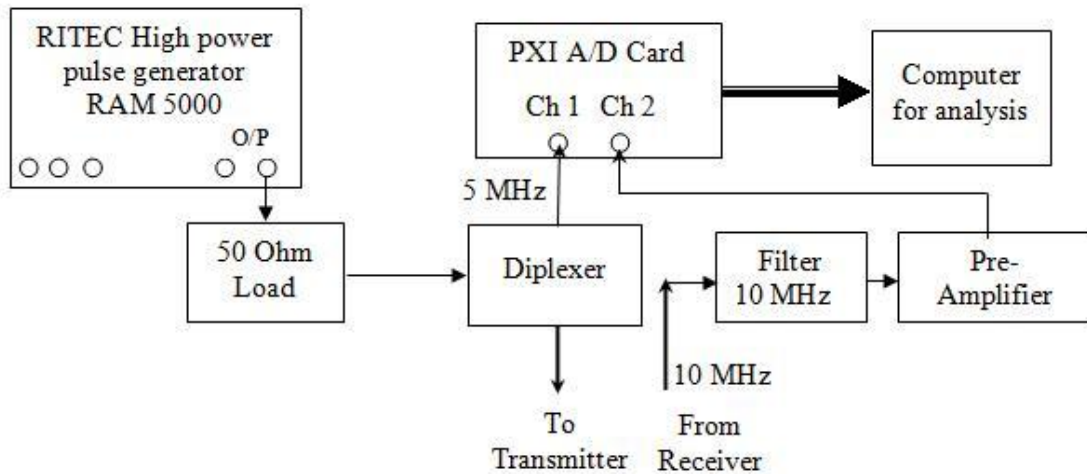 RITEC High power
pulse generator
RAM 5000
O/P
PXI A/D Card
Ch 1
Ch 2
Computer
for analysis
5 MHz
50 Ohm
Load
Diplexer
Filter
10 MHz
Pre-
Amplifier
10 MHz
To
Transmitter
From
Receiver